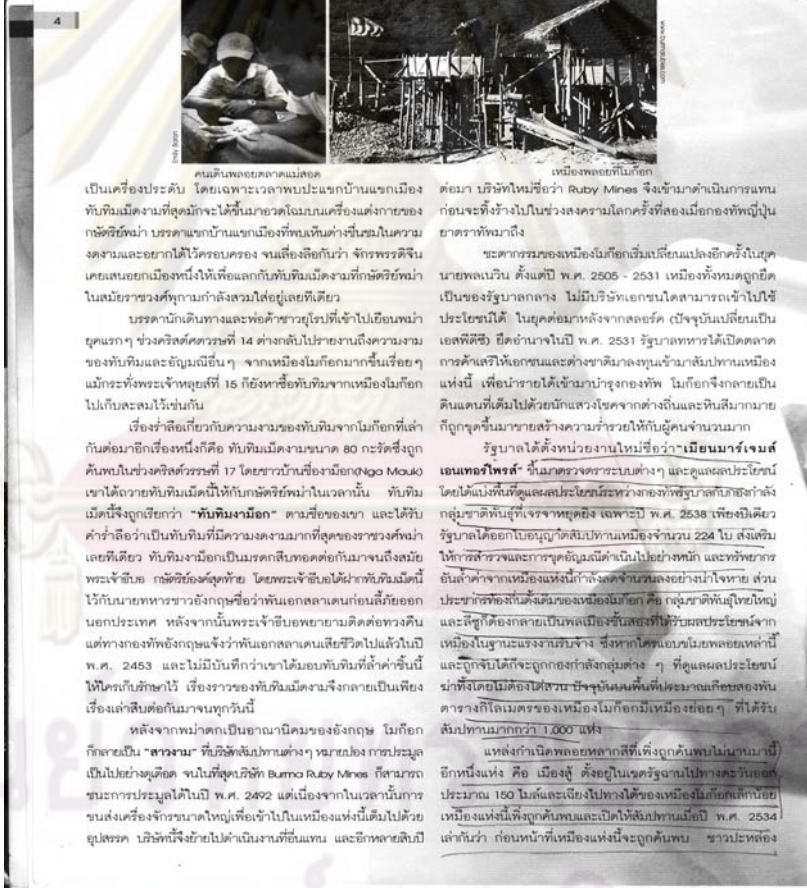 4
Emily Baron
www.burmarubies.com
คนเดินพลอยตลาดแม่สอด
เหมืองพลอยที่โมก๊อก
เป็นเครื่องประดับ โดยเฉพาะเวลาพบปะแขกบ้านแขกเมือง
ทับทิมเม็ดงามที่สุดมักจะได้ขึ้นมาอวดโฉมบนเครื่องแต่งกายของ
กษัตริย์พม่า บรรดาแขกบ้านแขกเมืองที่พบเห็นต่างชื่นชมในความ
งดงามและอยากได้ไว้ครอบครอง จนเลื่องลือกันว่า จักรพรรดิจีน
เคยเสนอยกเมืองหนึ่งให้เพื่อแลกกับทับทิมเม็ดงามที่กษัตริย์พม่า
ในสมัยราชวงศ์พุกามกำลังสวมใส่อยู่เลยทีเดียว
บรรดานักเดินทางและพ่อค้าชาวยุโรปที่เข้าไปเยือนพม่า
ยุคแรกๆ ช่วงคริสต์ศตวรรษที่ 14 ต่างกลับไปรายงานถึงความงาม
ของทับทิมและอัญมณีอื่นๆ จากเหมืองโมก๊อกมากขึ้นเรื่อยๆ
แม้กระทั่งพระเจ้าหลุยส์ที่ 15 ก็ยังหาซื้อทับทิมจากเหมืองโมก๊อก
ไปเก็บสะสมไว้เช่นกัน
เรื่องร่ำลือเกี่ยวกับความงามของทับทิมจากโมก๊อกที่เล่า
กันต่อมาอีกเรื่องหนึ่งก็คือ ทับทิมเม็ดงามขนาด 80 กะรัตซึ่งถูก
ค้นพบในช่วงคริสต์วรรษที่ 17 โดยชาวบ้านชื่องาม๊อก(Nga Mauk)
เขาได้ถวายทับทิมเม็ดนี้ให้กับกษัตริย์พม่าในเวลานั้น ทับทิม
เม็ดนี้จึงถูกเรียกว่า "ทับทิมงาม๊อก" ตามชื่อของเขา และได้รับ
คำร่ำลือว่าเป็นทับทิมที่มีความงดงามมากที่สุดของราชวงศ์พม่า
เลยทีเดียว ทับทิมงาม๊อกเป็นมรดกสืบทอดต่อกันมาจนถึงสมัย
พระเจ้าธีบอ กษัตริย์องค์สุดท้าย โดยพระเจ้าธีบอได้ฝากทับทิมเม็ดนี้
ไว้กับนายทหารชาวอังกฤษชื่อว่าพันเอกสลาเดนก่อนลี้ภัยออก
นอกประเทศ หลังจากนั้นพระเจ้าธีบอพยายามติดต่อทวงคืน
แต่ทางกองทัพอังกฤษแจ้งว่าพันเอกสลาเดนเสียชีวิตไปแล้วในปี
พ.ศ. 2453 และไม่มีบันทึกว่าเขาได้มอบทับทิมที่ล้ำค่าชิ้นนี้
ให้ใครเก็บรักษาไว้ เรื่องราวของทับทิมเม็ดงามจึงกลายเป็นเพียง
เรื่องเล่าสืบต่อกันมาจนทุกวันนี้
หลังจากพม่าตกเป็นอาณานิคมของอังกฤษ โมก๊อก
ก็กลายเป็น "สาวงาม" ที่บริษัทสัมปทานต่างๆ หมายปอง การประมูล
เป็นไปอย่างดุเดือด จนในที่สุดบริษัท Burma Ruby Mines ก็สามารถ
ชนะการประมูลได้ในปี พ.ศ. 2492 แต่เนื่องจากในเวลานั้นการ
ขนส่งเครื่องจักรขนาดใหญ่เพื่อเข้าไปในเหมืองแห่งนี้เต็มไปด้วย
อุปสรรค บริษัทนี้จึงย้ายไปดำเนินงานที่อื่นแทน และอีกหลายสิบปี
ต่อมา บริษัทใหม่ชื่อว่า Ruby Mines จึงเข้ามาดำเนินการแทน
ก่อนจะทิ้งร้างไปในช่วงสงครามโลกครั้งที่สองเมื่อกองทัพญี่ปุ่น
ยาตราทัพมาถึง
ชะตากรรมของเหมืองโมก๊อกเริ่มเปลี่ยนแปลงอีกครั้งในยุค
นายพลเนวิน ตั้งแต่ปี พ.ศ. 2505 - 2531 เหมืองทั้งหมดถูกยึด
เป็นของรัฐบาลกลาง ไม่มีบริษัทเอกชนใดสามารถเข้าไปใช้
ประโยชน์ได้ ในยุคต่อมาหลังจากสลอร์ค (ปัจจุบันเปลี่ยนเป็น
เอสพีดีซี) ยึดอำนาจในปี พ.ศ. 2531 รัฐบาลทหารได้เปิดตลาด
การค้าเสรีให้เอกชนและต่างชาติมาลงทุนเข้ามาสัมปทานเหมือง
แห่งนี้ เพื่อนำรายได้เข้ามาบำรุงกองทัพ โมก๊อกจึงกลายเป็น
ดินแดนที่เต็มไปด้วยนักแสวงโชคจากต่างถิ่นและหินสีมากมาย
ก็ถูกขุดขึ้นมาขายสร้างความร่ำรวยให้กับผู้คนจำนวนมาก
รัฐบาลได้ตั้งหน่วยงานใหม่ชื่อว่า"เมียนมาร์เจมส์
เอนเทอร์ไพรส์" ขึ้นมาตรวจตราระบบต่างๆ และดูแลผลประโยชน์
โดยได้แบ่งพื้นที่ดูแลผลประโยชน์ระหว่างกองทัพรัฐบาลกับกองกำลัง
กลุ่มชาติพันธุ์ที่เจรจาหยุดยิง เฉพาะปี พ.ศ. 2538 เพียงปีเดียว
รัฐบาลได้ออกใบอนุญาตสัมปทานเหมืองจำนวน 224 ใบ ส่งเสริม
ให้การสำรวจและการขุดอัญมณีดำเนินไปอย่างหนัก และทรัพยากร
อันล้ำค่าจากเหมืองแห่งนี้กำลังลดจำนวนลงอย่างน่าใจหาย ส่วน
ประชากรท้องถิ่นดั้งเดิมของเหมืองโมก๊อก คือ กลุ่มชาติพันธุ์ไทยใหญ่
และลีซูก็ต้องกลายเป็นพลเมืองชั้นสองที่ได้รับผลประโยชน์จาก
เหมืองในฐานะแรงงานรับจ้าง ซึ่งหากใครแอบขโมยพลอยเหล่านี้
และถูกจับได้ก็จะถูกกองกำลังกลุ่มต่าง ๆ ที่ดูแลผลประโยชน์
ฆ่าทิ้งโดยไม่ต้องไต่สวน ปัจจุบันบนพื้นที่ประมาณเกือบสองพัน
ตารางกิโลเมตรของเหมืองโมก๊อกมีเหมืองย่อยๆ ที่ได้รับ
สัมปทานมากกว่า 1,000 แห่ง
แหล่งกำเนิดพลอยหลากสีที่เพิ่งถูกค้นพบไม่นานมานี้
อีกหนึ่งแห่ง คือ เมืองสู้ ตั้งอยู่ในเขตรัฐฉานไปทางตะวันออก
ประมาณ 150 ไมล์และเฉียงไปทางใต้ของเหมืองโมก๊อกเล็กน้อย
เหมืองแห่งนี้เพิ่งถูกค้นพบและเปิดให้สัมปทานเมื่อปี พ.ศ. 2534
เล่ากันว่า ก่อนหน้าที่เหมืองแห่งนี้จะถูกค้นพบ ชาวปะหล่อง